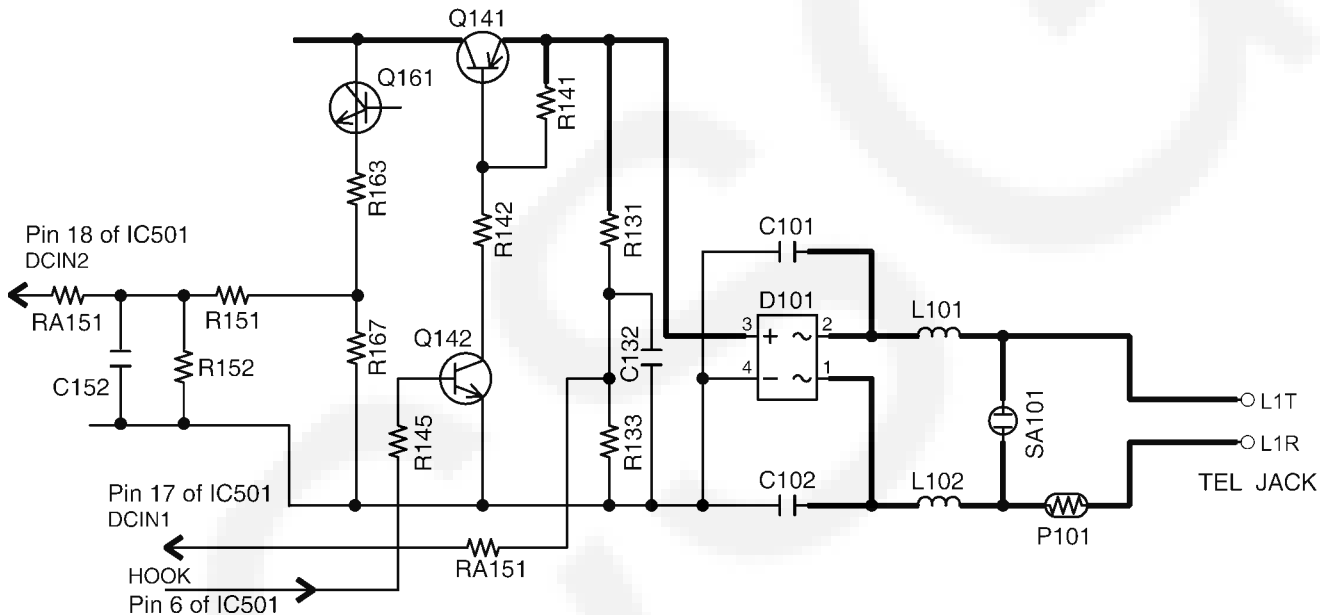 Q141
Q161
R141
R163
R142
R131
C101
Pin 18 of IC501
DCIN2
D101
L101
RA151
R151
3
+
~
2
R167
Q142
C132
4
−
~
1
C152
R152
SA101
L1T
R145
R133
L1R
C102
L102
TEL JACK
Pin 17 of IC501
DCIN1
P101
RA151
HOOK
Pin 6 of IC501